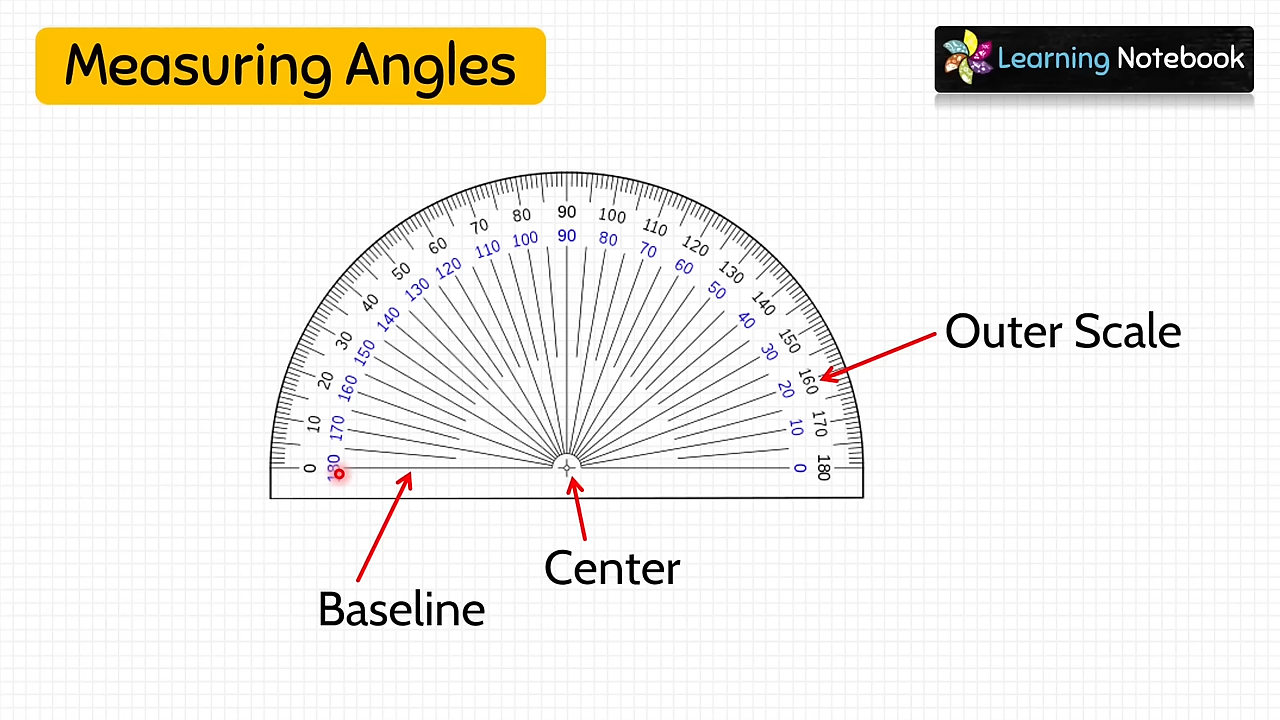 Measuring Angles
Learning Notebook
0 10 20 30 40 50 60 70 80 90 100 110 120 130 140 150 160 170 180
180 170 160 150 140 130 120 110 100 90 80 70 60 50 40 30 20 10 0
Outer Scale
Center
Baseline